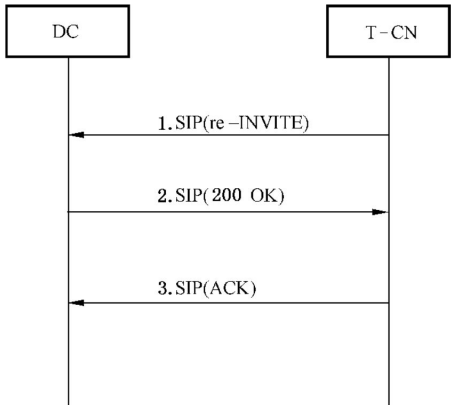 DC
T-CN
1.SIP(re-INVITE)
2.SIP(200 OK)
3.SIP(ACK)